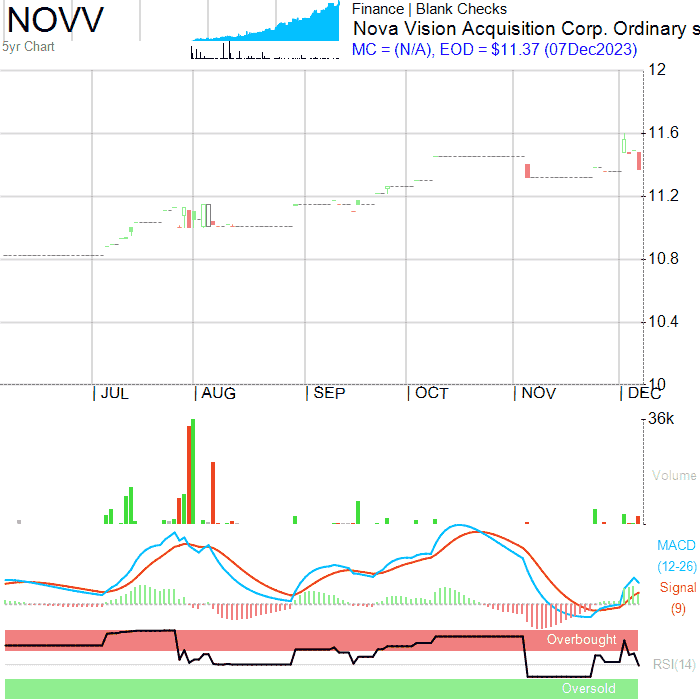 NOVV
5yr Chart
Finance | Blank Checks
Nova Vision Acquisition Corp. Ordinary s
MC = (N/A), EOD = $11.37 (07Dec2023)
12
11.6
11.2
10.8
10.4
10
JUL AUG SEP OCT NOV DEC
36k
Volume
MACD
(12-26)
Signal
(9)
Overbought
RSI(14)
Oversold